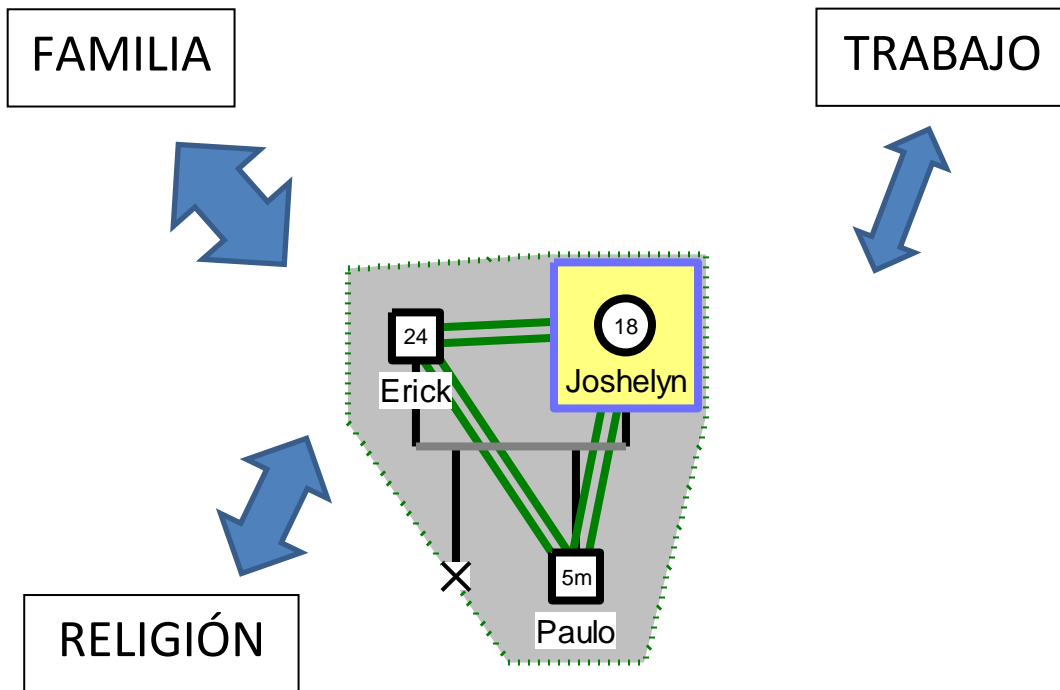 FAMILIA
TRABAJO
24
18
Erick
Joshelyn
5m
Paulo
RELIGIÓN